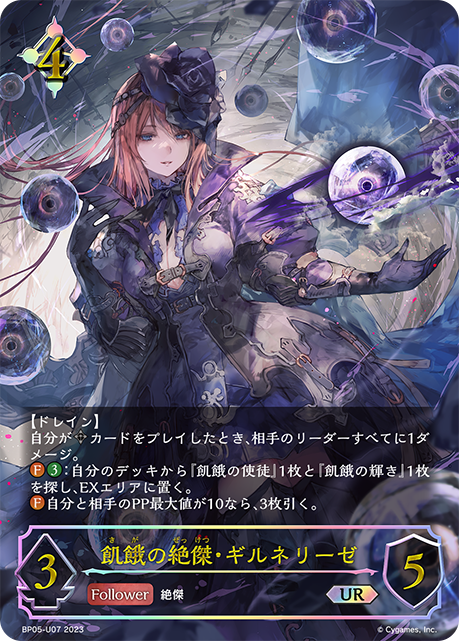 4
【ドレイン】
自分がカードをプレイしたとき、相手のリーダーすべてに1ダ
メージ。
F 3：自分のデッキから『飢餓の使徒』1枚と『飢餓の輝き』1枚
を探し、EXエリアに置く。
F 自分と相手のPP最大値が10なら、3枚引く。
きが ぜっけつ
3 飢餓の絶傑・ギルネリーゼ 5
Follower 絶傑 UR
BP05-U07 2023 © Cygames, Inc.